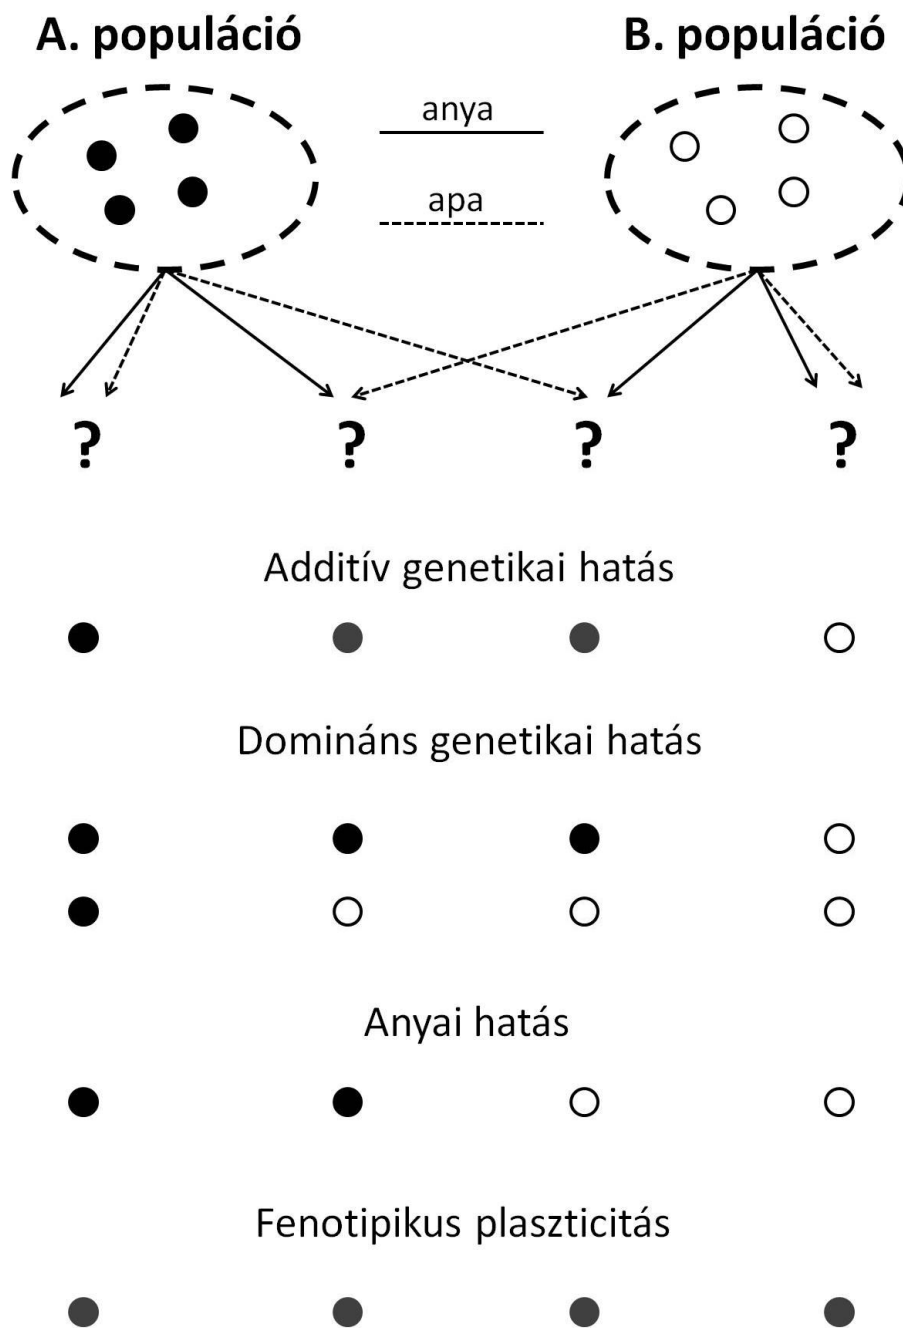 A. populáció
B. populáció
anya
apa
? ? ? ?
Additív genetikai hatás
Domináns genetikai hatás
Anyai hatás
Fenotipikus plaszticitás